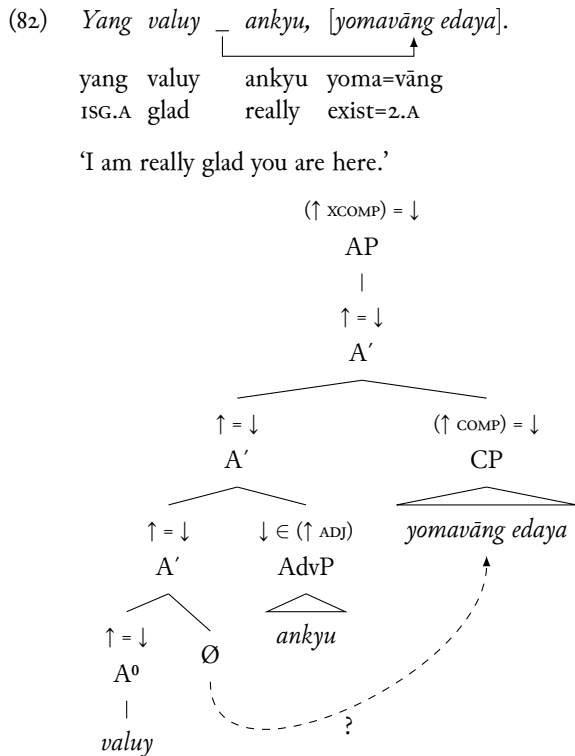 (82) Yang valuy _ ankyu, [yomavāng edaya].
yang valuy ankyu yoma=vāng
1SG.A glad really exist=2.A
‘I am really glad you are here.’
(↑ XCOMP) = ↓
AP
↑ = ↓
A′
↑ = ↓ (↑ COMP) = ↓
A′ CP
↑ = ↓ ↓ ∈ (↑ ADJ) yomavāng edaya
A′ AdvP
↑ = ↓ Ø ankyu
A⁰
valuy ?